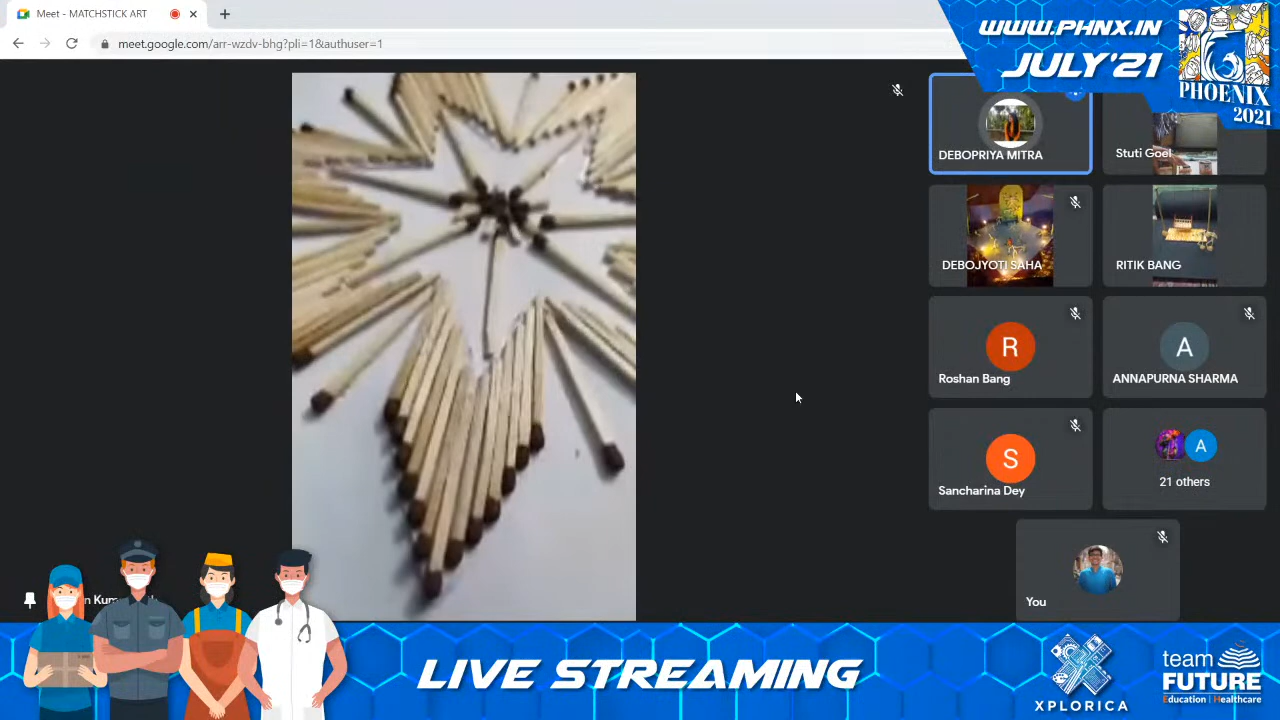 Meet - MATCHSTICK ART
meet.google.com/arr-wzdv-bhg?pli=1&authuser=1
WWW.PHNX.IN
JULY'21
PHOENIX
2021
DEBOPRIYA MITRA
Stuti Goel
DEBOJYOTI SAHA
RITIK BANG
R
Roshan Bang
A
ANNAPURNA SHARMA
S
Sancharina Dey
A
21 others
You
LIVE STREAMING
XPLORICA
team
FUTURE
Education | Healthcare